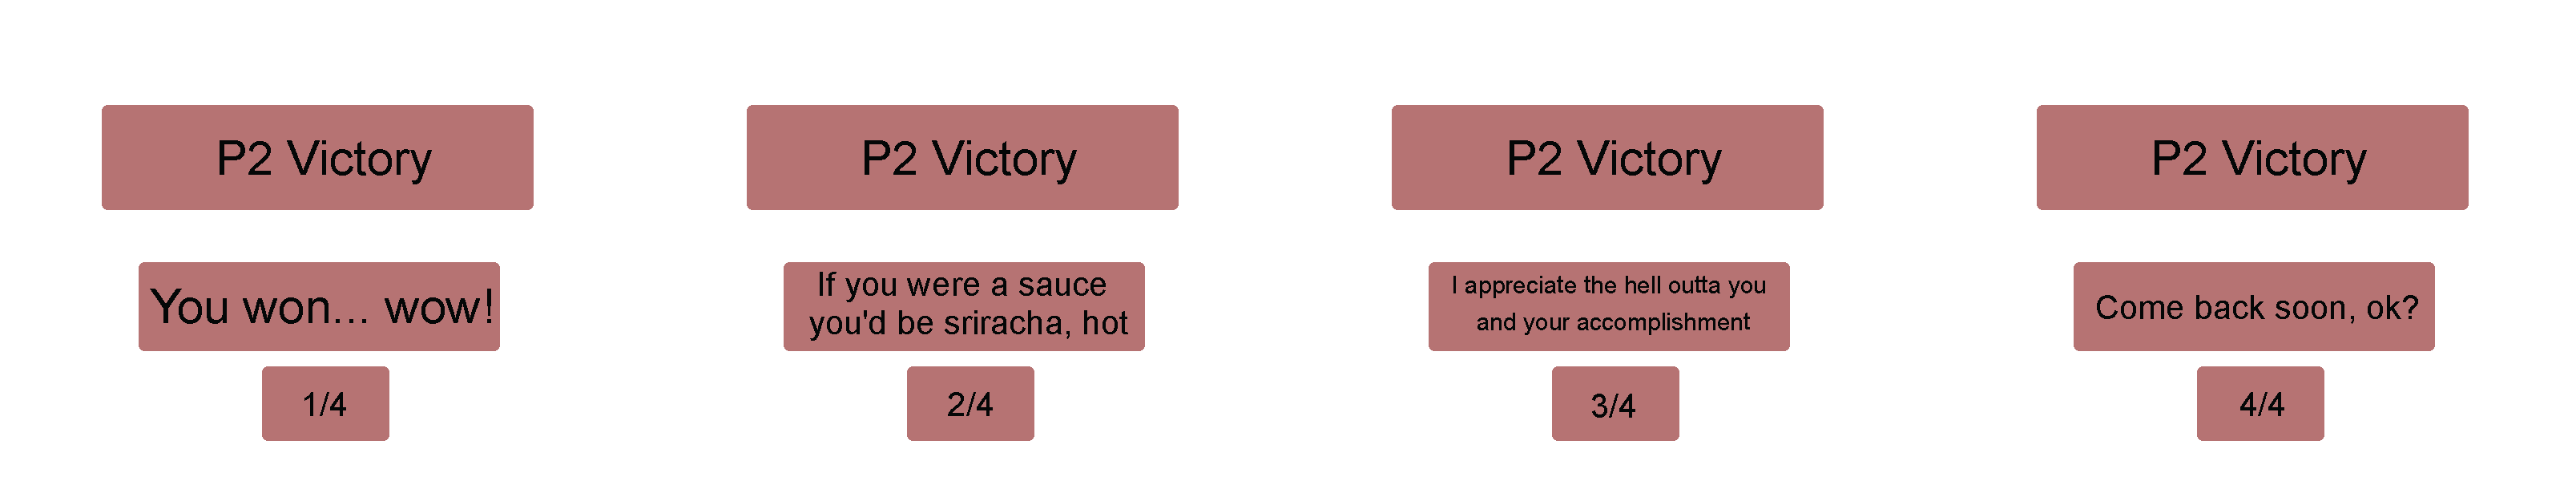 P2 Victory
You won... wow!
1/4
P2 Victory
If you were a sauce
you'd be sriracha, hot
2/4
P2 Victory
I appreciate the hell outta you
and your accomplishment
3/4
P2 Victory
Come back soon, ok?
4/4